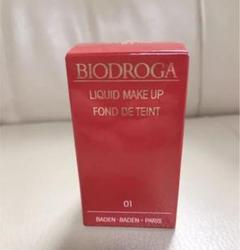 BIODROGA
LIQUID MAKE UP
FOND DE TEINT
01
BADEN-BADEN • PARIS